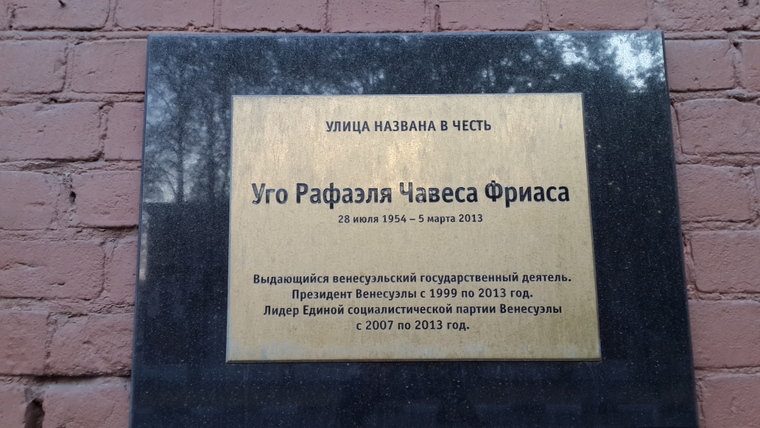 УЛИЦА НАЗВАНА В ЧЕСТЬ
Уго Рафаэля Чавеса Фриаса
28 июля 1954 – 5 марта 2013
Выдающийся венесуэльский государственный деятель.
Президент Венесуэлы с 1999 по 2013 год.
Лидер Единой социалистической партии Венесуэлы
с 2007 по 2013 год.